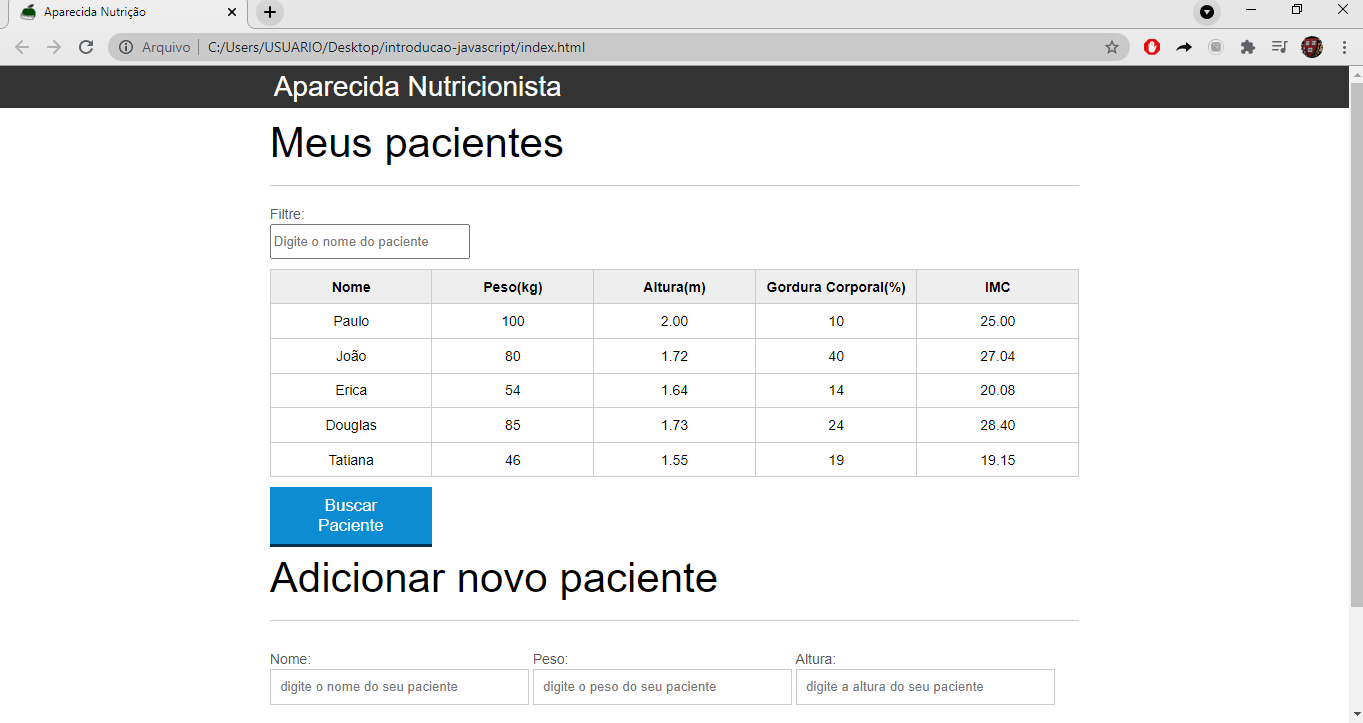 Aparecida Nutrição
Arquivo C:/Users/USUARIO/Desktop/introducao-javascript/index.html
Aparecida Nutricionista
Meus pacientes
Filtre:
Digite o nome do paciente
Nome Peso(kg) Altura(m) Gordura Corporal(%) IMC
Paulo 100 2.00 10 25.00
João 80 1.72 40 27.04
Erica 54 1.64 14 20.08
Douglas 85 1.73 24 28.40
Tatiana 46 1.55 19 19.15
Buscar
Paciente
Adicionar novo paciente
Nome: Peso: Altura:
digite o nome do seu paciente digite o peso do seu paciente digite a altura do seu paciente